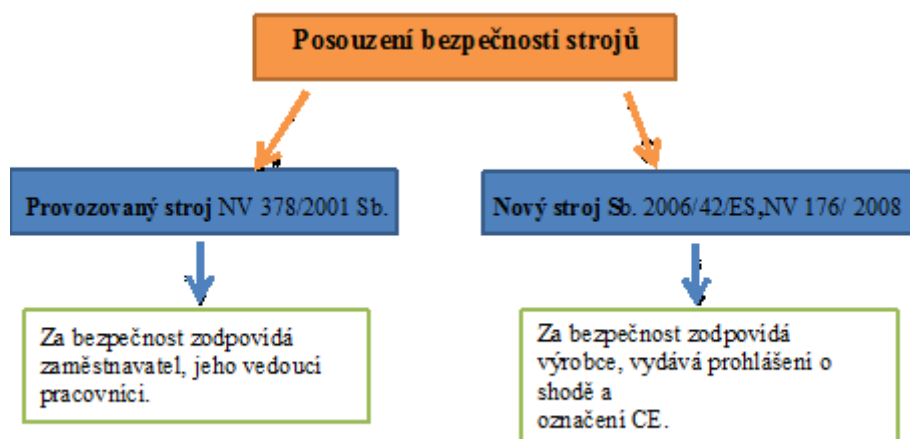 Posouzení bezpečnosti strojů
Provozovaný stroj NV 378/2001 Sb.
Nový stroj Sb. 2006/42/ES,NV 176/ 2008
Za bezpečnost zodpovídá
zaměstnavatel, jeho vedoucí
pracovníci.
Za bezpečnost zodpovídá
výrobce, vydává prohlášení o
shodě a
označení CE.